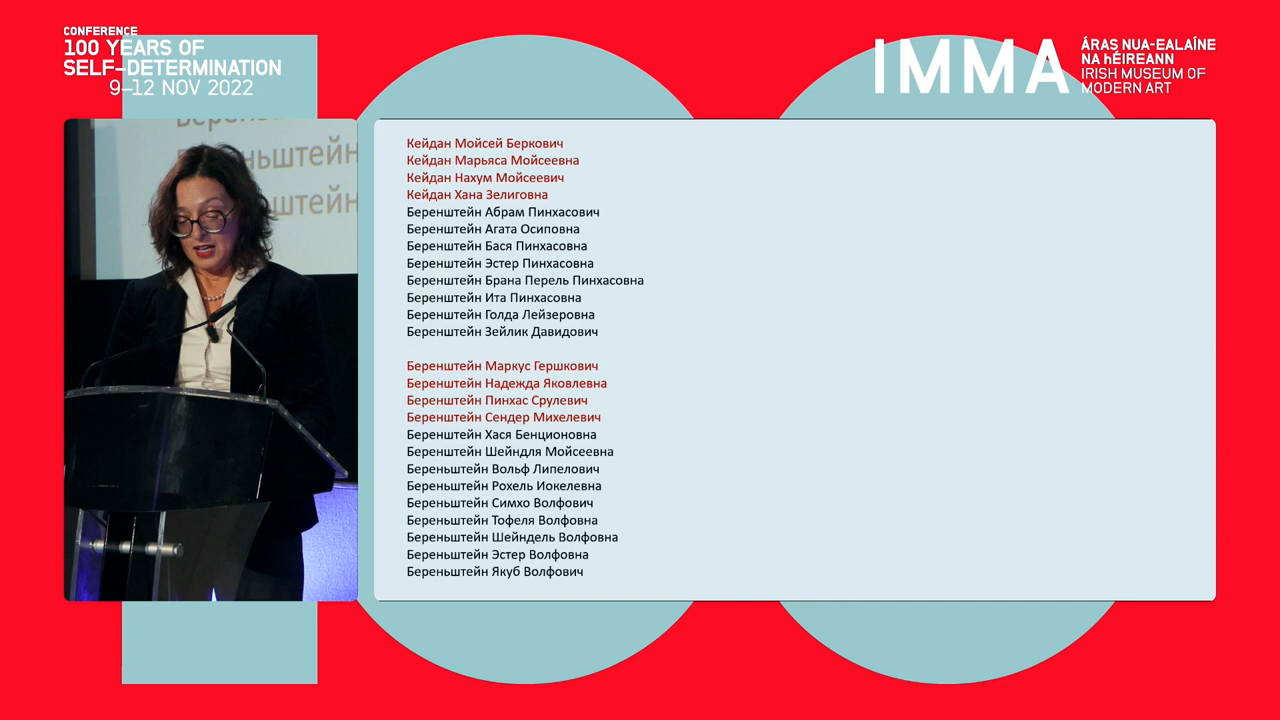 CONFERENCE
100 YEARS OF
SELF-DETERMINATION
9–12 NOV 2022
IMMA
ÁRAS NUA-EALAÍNE
NA hÉIREANN
IRISH MUSEUM OF
MODERN ART
Кейдан Мойсей Беркович
Кейдан Марьяса Мойсеевна
Кейдан Нахум Мойсеевич
Кейдан Хана Зелиговна
Беренштейн Абрам Пинхасович
Беренштейн Агата Осиповна
Беренштейн Бася Пинхасовна
Беренштейн Эстер Пинхасовна
Беренштейн Брана Перель Пинхасовна
Беренштейн Ита Пинхасовна
Беренштейн Голда Лейзеровна
Беренштейн Зейлик Давидович
Беренштейн Маркус Гершкович
Беренштейн Надежда Яковлевна
Беренштейн Пинхас Срулевич
Беренштейн Сендер Михелевич
Беренштейн Хася Бенционовна
Беренштейн Шейндля Мойсеевна
Береньштейн Вольф Липелович
Береньштейн Рохель Иокелевна
Береньштейн Симхо Волфович
Береньштейн Тофеля Волфовна
Береньштейн Шейндель Волфовна
Береньштейн Эстер Волфовна
Береньштейн Якуб Волфович